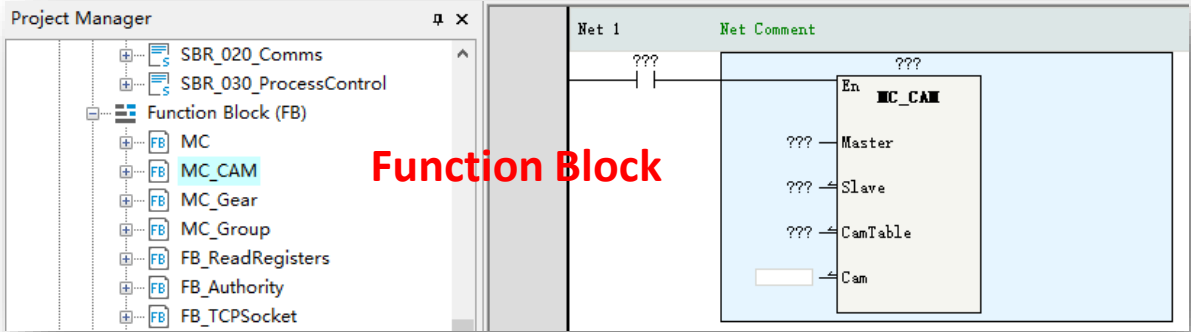 Project Manager
SBR_020_Comms
SBR_030_ProcessControl
Function Block (FB)
FB MC
FB MC_CAM
FB MC_Gear
FB MC_Group
FB FB_ReadRegisters
FB FB_Authority
FB FB_TCPSocket
Function Block
Net 1 Net Comment
??? ???
En MC_CAM
??? Master
??? Slave
??? CamTable
Cam